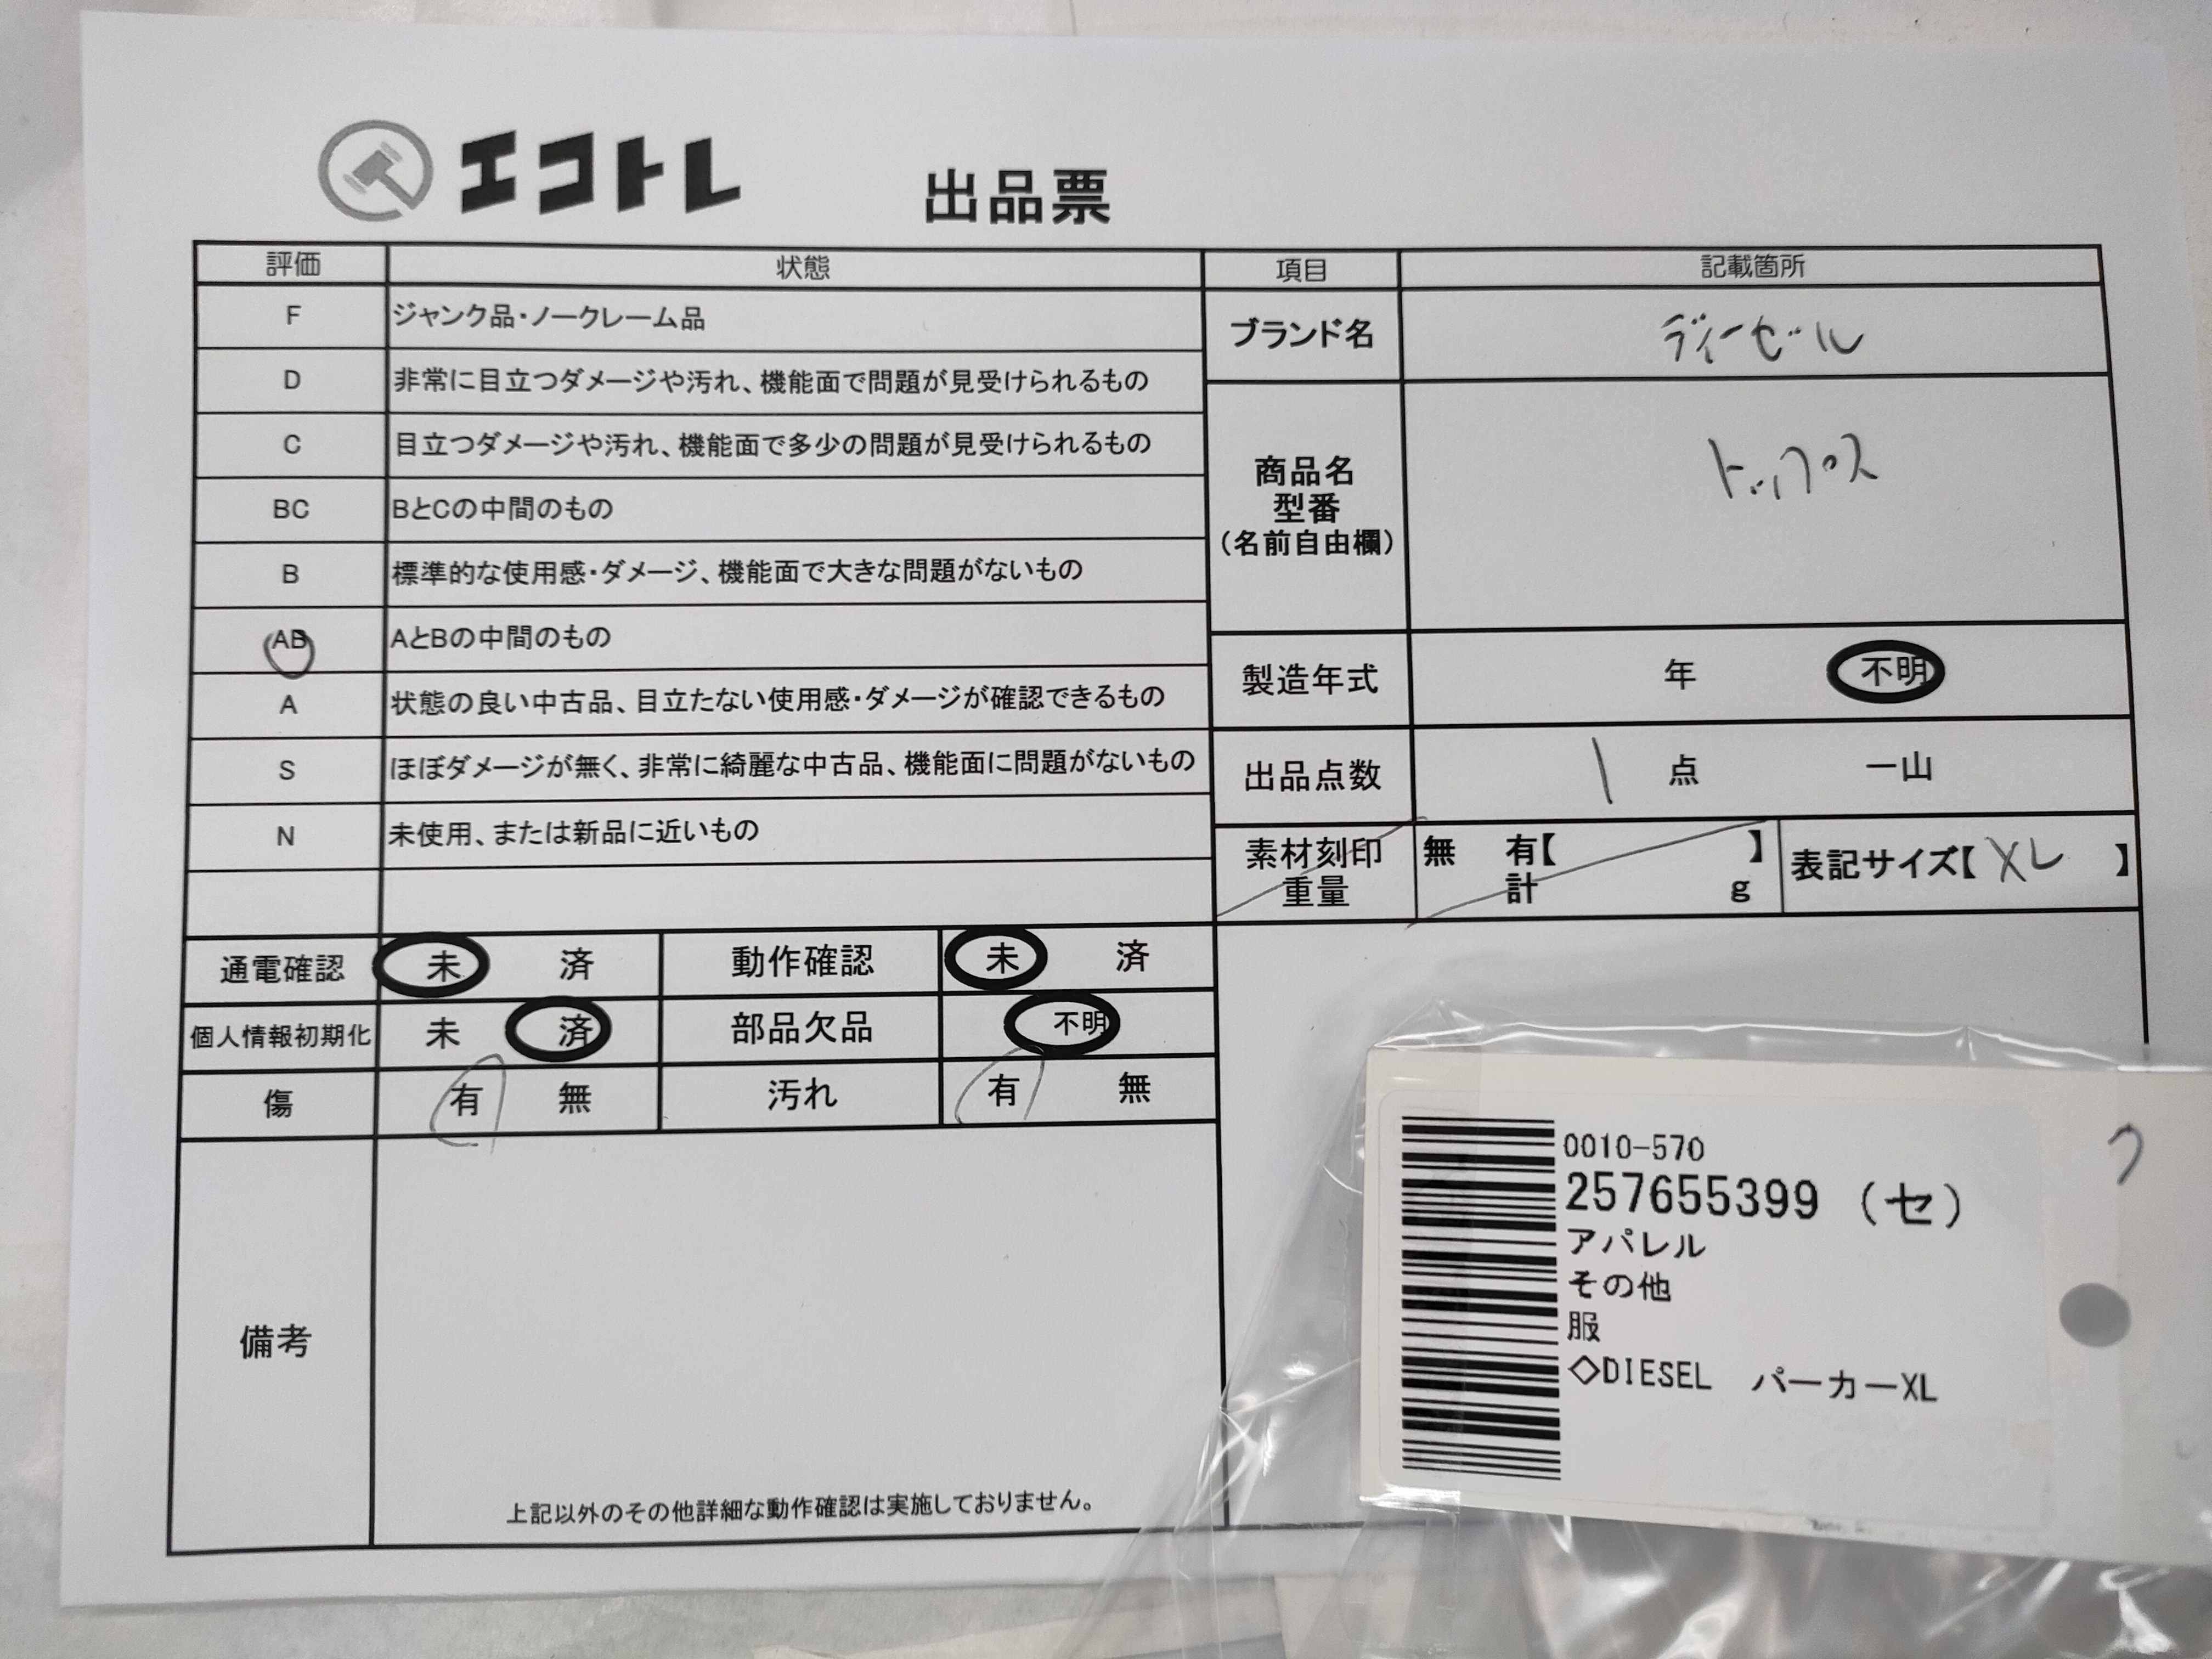 エコトレ
出品票
評価 状態
F ジャンク品・ノークレーム品
D 非常に目立つダメージや汚れ、機能面で問題が見受けられるもの
C 目立つダメージや汚れ、機能面で多少の問題が見受けられるもの
BC BとCの中間のもの
B 標準的な使用感・ダメージ、機能面で大きな問題がないもの
AB AとBの中間のもの
A 状態の良い中古品、目立たない使用感・ダメージが確認できるもの
S ほぼダメージが無く、非常に綺麗な中古品、機能面に問題がないもの
N 未使用、または新品に近いもの
項目 記載箇所
ブランド名 ディーゼル
商品名
型番
(名前自由欄)
トップス
製造年式 年 不明
出品点数 1 点 一山
素材刻印 無 有【 】
重量 計 g
表記サイズ【XL】
通電確認 未 済 動作確認 未 済
個人情報初期化 未 済 部品欠品 不明
傷 有 無 汚れ 有 無
備考
上記以外のその他詳細な動作確認は実施しておりません。
0010-570
257655399 (セ)
アパレル
その他
服
◇DIESEL パーカーXL